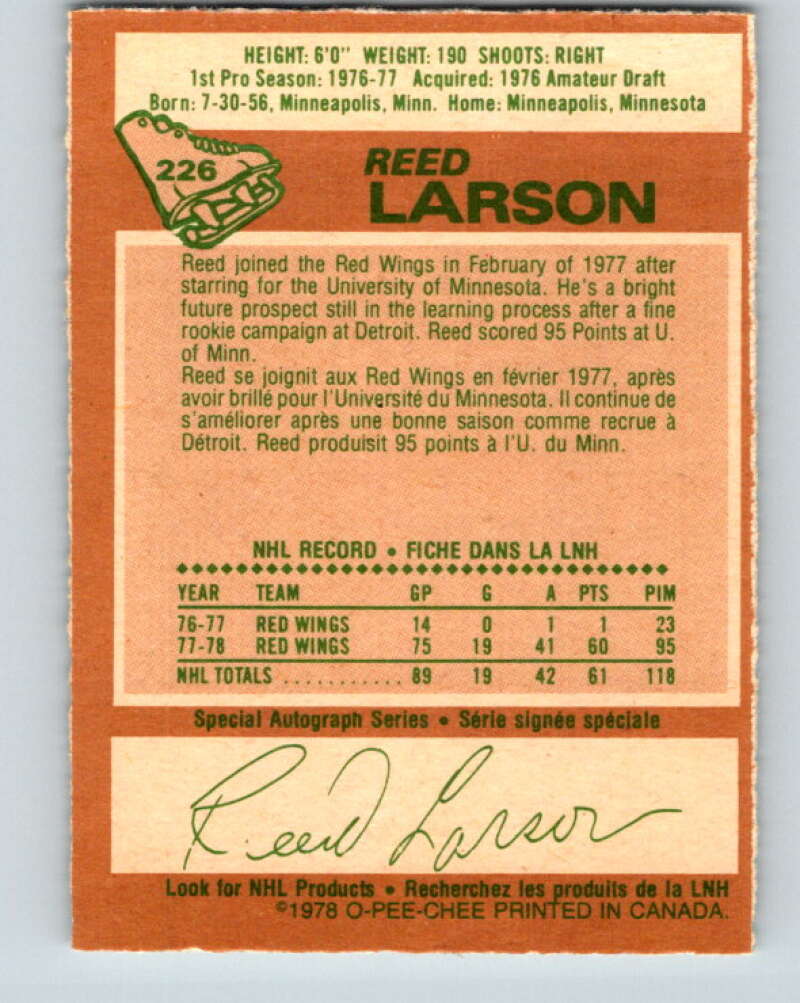 HEIGHT: 6'0" WEIGHT: 190 SHOOTS: RIGHT
1st Pro Season: 1976-77 Acquired: 1976 Amateur Draft
Born: 7-30-56, Minneapolis, Minn. Home: Minneapolis, Minnesota
226
REED
LARSON
Reed joined the Red Wings in February of 1977 after
starring for the University of Minnesota. He's a bright
future prospect still in the learning process after a fine
rookie campaign at Detroit. Reed scored 95 Points at U.
of Minn.
Reed se joignit aux Red Wings en février 1977, après
avoir brillé pour l'Université du Minnesota. Il continue de
s'améliorer après une bonne saison comme recrue à
Détroit. Reed produisit 95 points à l'U. du Minn.
NHL RECORD • FICHE DANS LA LNH
YEAR TEAM GP G A PTS PIM
76-77 RED WINGS 14 0 1 1 23
77-78 RED WINGS 75 19 41 60 95
NHL TOTALS ............ 89 19 42 61 118
Special Autograph Series • Série signée spéciale
Reed Larson
Look for NHL Products • Recherchez les produits de la LNH
©1978 O-PEE-CHEE PRINTED IN CANADA.